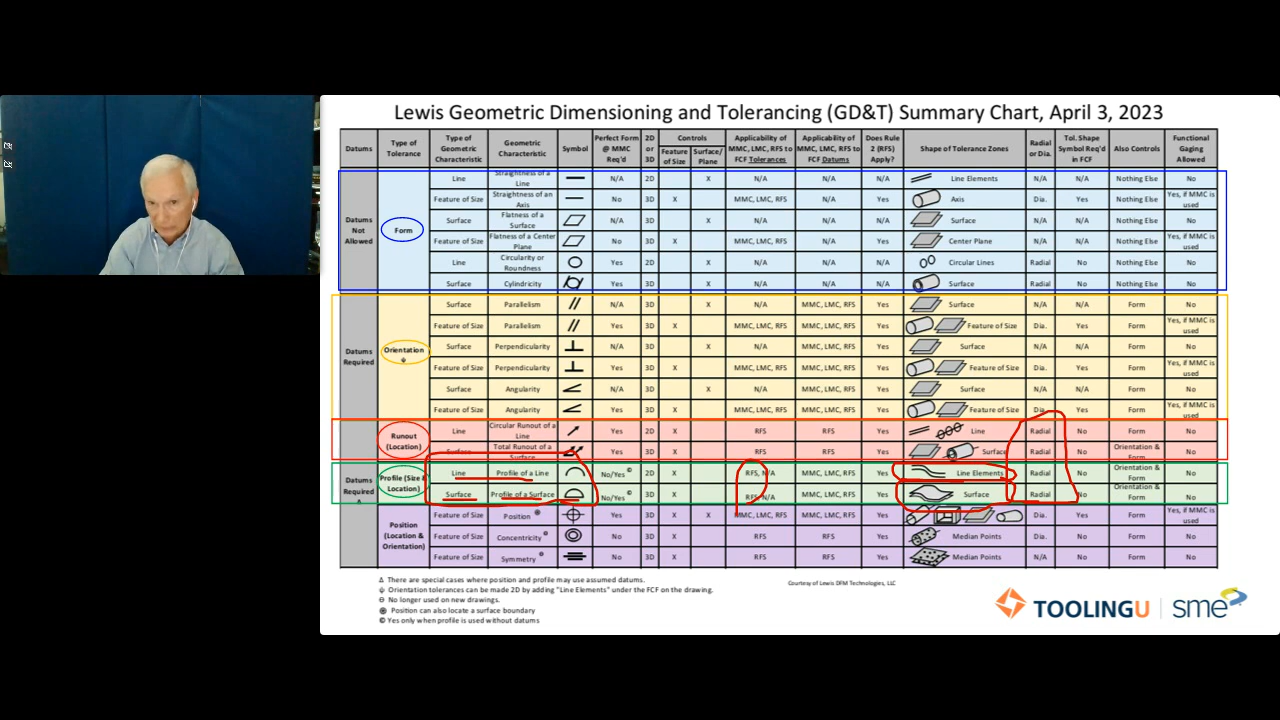 Lewis Geometric Dimensioning and Tolerancing (GD&T) Summary Chart, April 3, 2023
Datums Type of Tolerance Type of Geometric Characteristic Geometric Characteristic Symbol Perfect Form @ MMC Req'd 2D or 3D Controls Feature of Size Surface/ Plane Applicability of MMC, LMC, RFS to FCF Tolerances Applicability of MMC, LMC, RFS to FCF Datums Does Rule 2 (RFS) Apply? Shape of Tolerance Zones Radial or Dia. Tol. Shape Symbol Req'd in FCF Also Controls Functional Gaging Allowed
Datums Not Allowed
Form
Line Straightness of a Line N/A 2D X N/A N/A N/A Line Elements N/A N/A Nothing Else No
Feature of Size Straightness of an Axis No 3D X MMC, LMC, RFS N/A Yes Axis Dia. Yes Nothing Else Yes, if MMC is used
Surface Flatness of a Surface N/A 3D X N/A N/A N/A Surface N/A N/A Nothing Else No
Feature of Size Flatness of a Center Plane No 3D X MMC, LMC, RFS N/A Yes Center Plane N/A N/A Nothing Else Yes, if MMC is used
Line Circularity or Roundness Yes 2D X N/A N/A N/A Circular Lines Radial No Nothing Else No
Surface Cylindricity Yes 3D X N/A N/A N/A Surface Radial No Nothing Else No
Datums Required
Orientation ψ
Surface Parallelism // N/A 3D X N/A MMC, LMC, RFS Yes Surface N/A N/A Form No
Feature of Size Parallelism // Yes 3D X MMC, LMC, RFS MMC, LMC, RFS Yes Feature of Size Dia. Yes Form Yes, if MMC is used
Surface Perpendicularity N/A 3D X N/A MMC, LMC, RFS Yes Surface N/A No Form No
Feature of Size Perpendicularity Yes 3D X MMC, LMC, RFS MMC, LMC, RFS Yes Feature of Size Dia. Yes Form Yes, if MMC is used
Surface Angularity N/A 3D X N/A MMC, LMC, RFS Yes Surface N/A N/A Form No
Feature of Size Angularity Yes 3D X MMC, LMC, RFS MMC, LMC, RFS Yes Feature of Size Dia. Yes Form Yes, if MMC is used
Runout (Location)
Line Circular Runout of a Line Yes 2D X RFS RFS Yes Line Radial No Form No
Surface Total Runout of a Surface Yes 3D X RFS RFS Yes Surface Radial No Orientation & Form No
Datums Required Δ
Profile (Size & Location)
Line Profile of a Line No/Yes © 2D X RFS, N/A MMC, LMC, RFS Yes Line Elements Radial No Orientation & Form No
Surface Profile of a Surface No/Yes © 3D X RFS, N/A MMC, LMC, RFS Yes Surface Radial No Orientation & Form No
Position (Location & Orientation)
Feature of Size Position Yes 3D X X MMC, LMC, RFS MMC, LMC, RFS Yes Dia. Yes Form Yes, if MMC is used
Feature of Size Concentricity No 3D X RFS RFS Yes Median Points Dia. No Form No
Feature of Size Symmetry No 3D X RFS RFS Yes Median Points N/A No Form No
Δ There are special cases where position and profile may use assumed datums.
ψ Orientation tolerances can be made 2D by adding "Line Elements" under the FCF on the drawing.
Θ No longer used on new drawings.
Position can also locate a surface boundary
© Yes only when profile is used without datums
Courtesy of Lewis DFM Technologies, LLC
TOOLINGU | sme